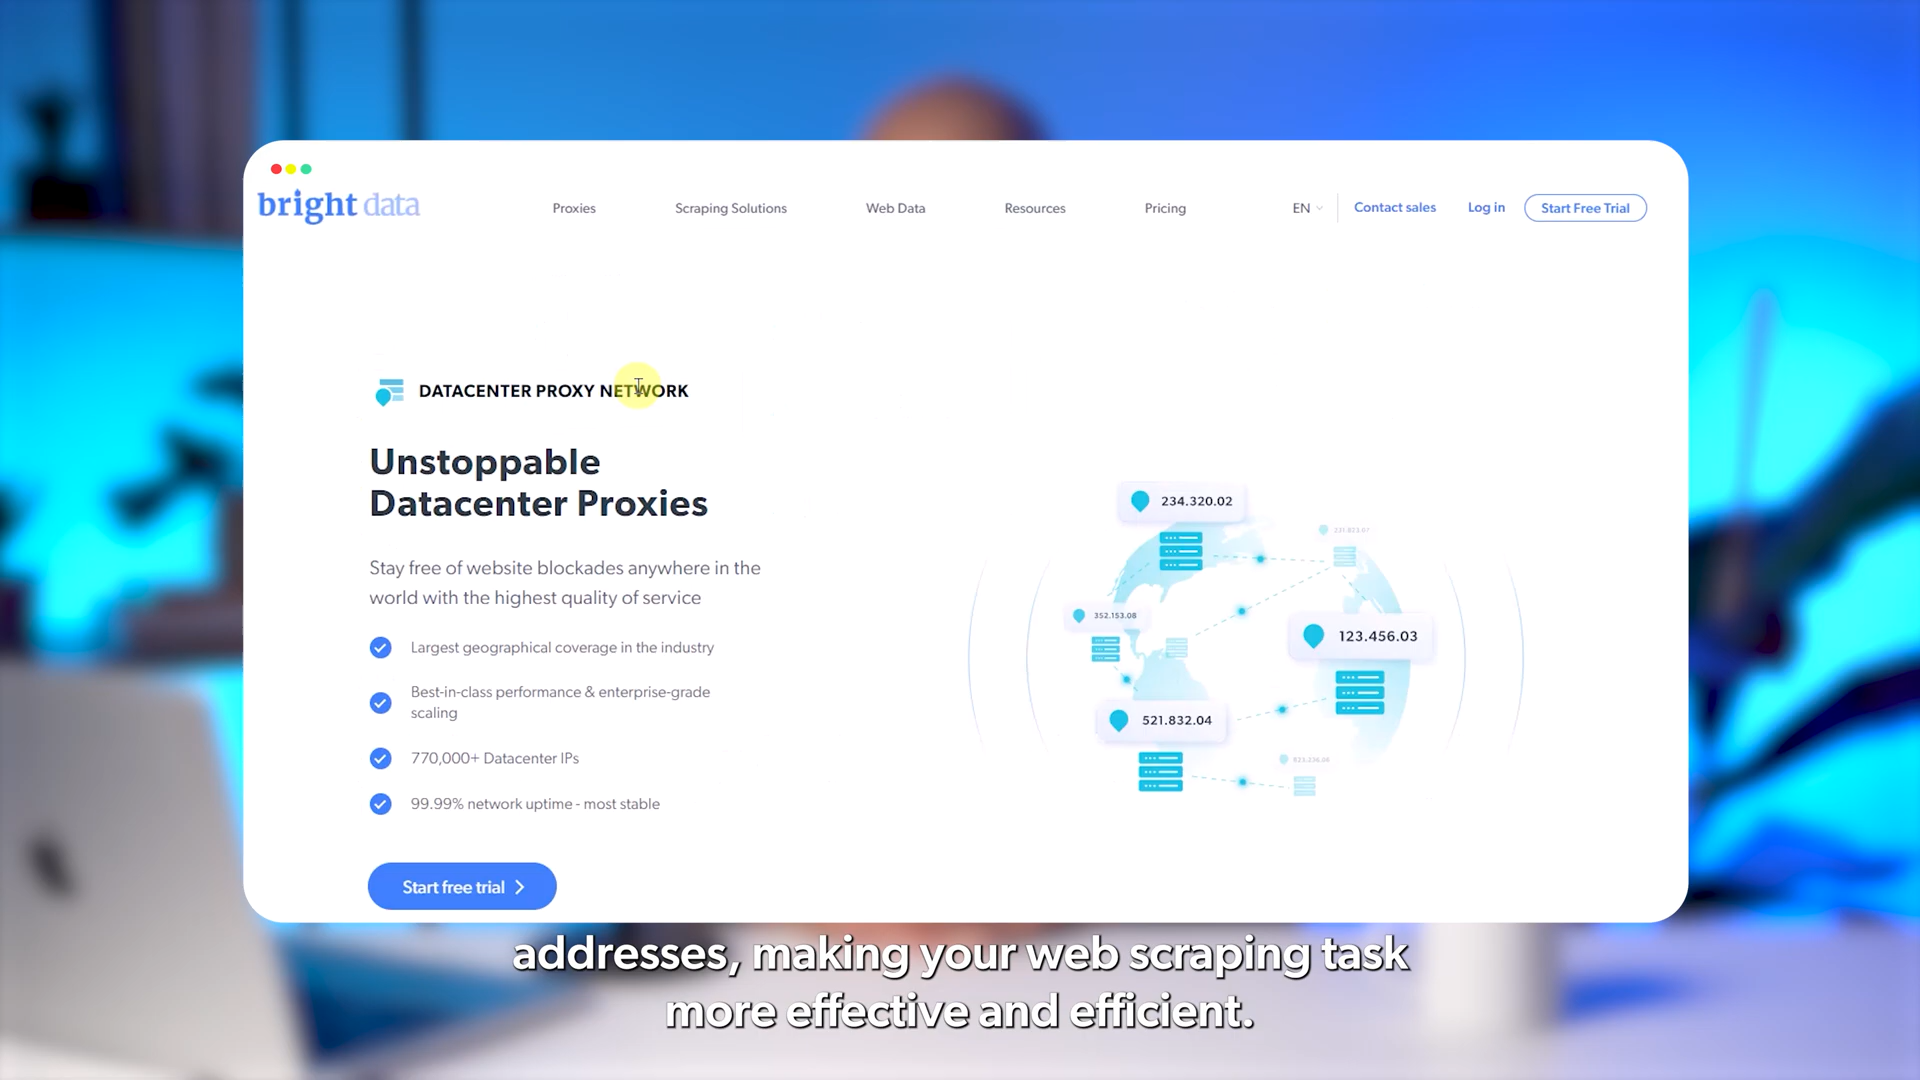 bright data
Proxies
Scraping Solutions
Web Data
Resources
Pricing
EN
Contact sales
Log in
Start Free Trial
DATACENTER PROXY NETWORK
Unstoppable
Datacenter Proxies
Stay free of website blockades anywhere in the
world with the highest quality of service
Largest geographical coverage in the industry
Best-in-class performance & enterprise-grade
scaling
770,000+ Datacenter IPs
99.99% network uptime - most stable
Start free trial
234.320.02
352.153.08
123.456.03
521.832.04
addresses, making your web scraping task
more effective and efficient.